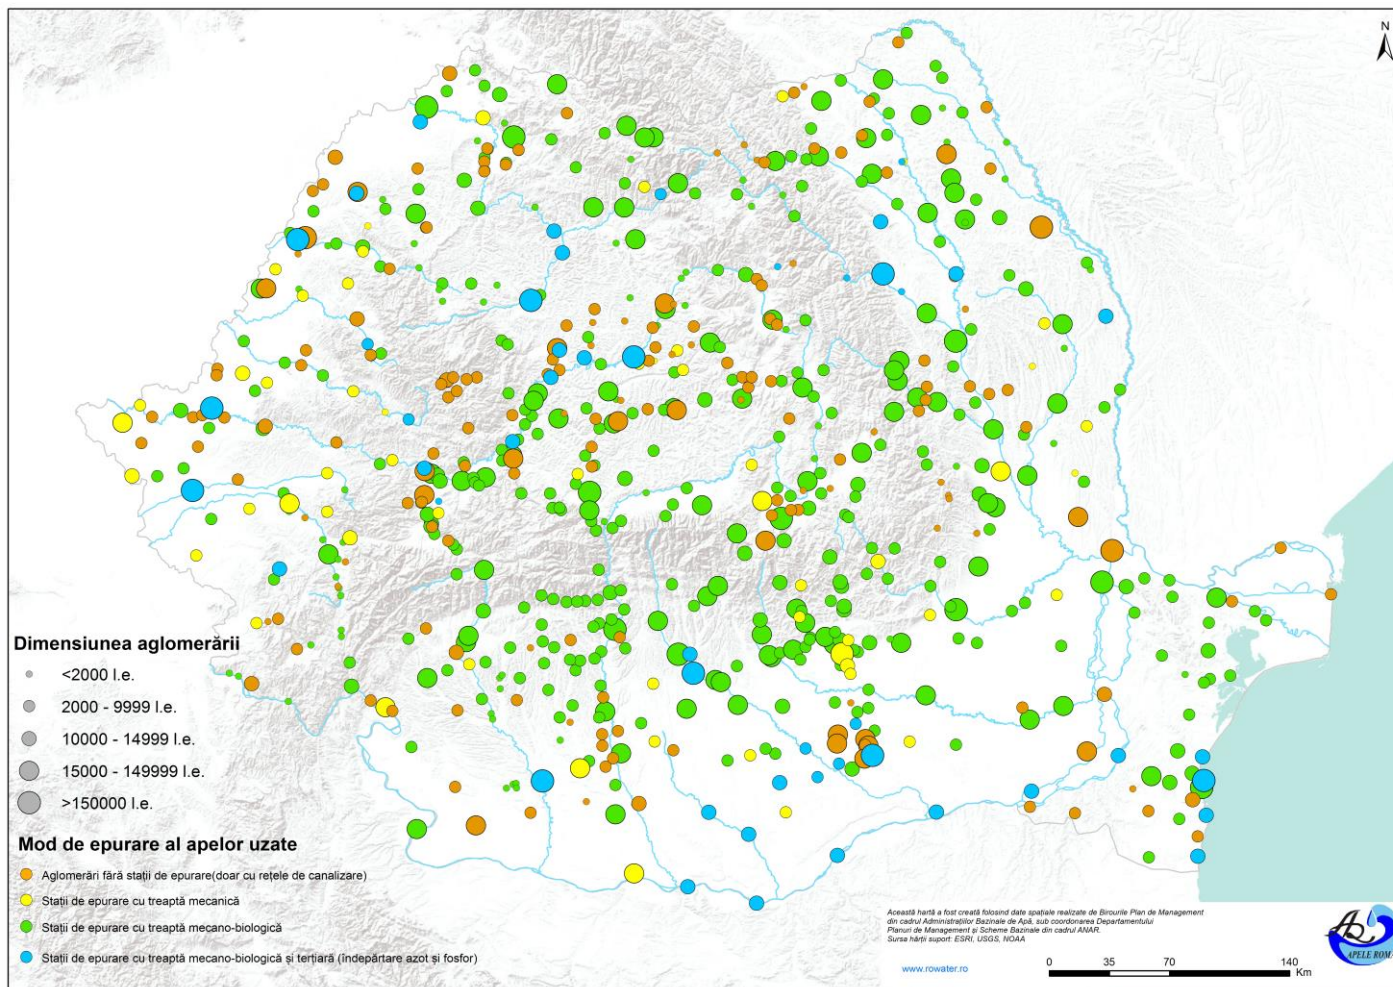 N
Dimensiunea aglomerării
<2000 l.e.
2000 - 9999 l.e.
10000 - 14999 l.e.
15000 - 149999 l.e.
>150000 l.e.
Mod de epurare al apelor uzate
Aglomerări fără stații de epurare(doar cu rețele de canalizare)
Stații de epurare cu treaptă mecanică
Stații de epurare cu treaptă mecano-biologică
Stații de epurare cu treaptă mecano-biologică și terțiară (îndepărtare azot și fosfor)
Această hartă a fost creată folosind date spațiale realizate de Birourile Plan de Management
din cadrul Administrațiilor Bazinale de Apă, sub coordonarea Departamentului
Planuri de Management și Scheme Bazinale din cadrul ANAR.
Sursa hărții suport: ESRI, USGS, NOAA
www.rowater.ro
0 35 70 140
Km
APELE ROMÂ